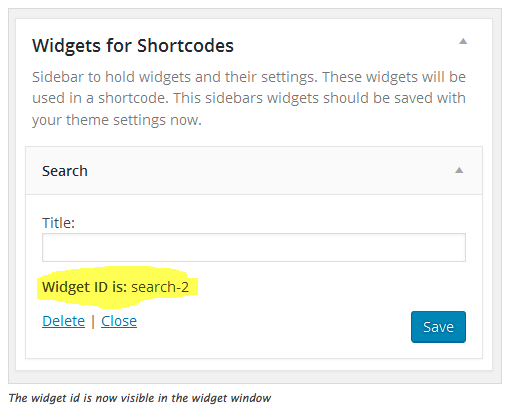 Widgets for Shortcodes
Sidebar to hold widgets and their settings. These widgets will be
used in a shortcode. This sidebars widgets should be saved with
your theme settings now.
Search
Title:
Widget ID is: search-2
Delete | Close
Save
The widget id is now visible in the widget window